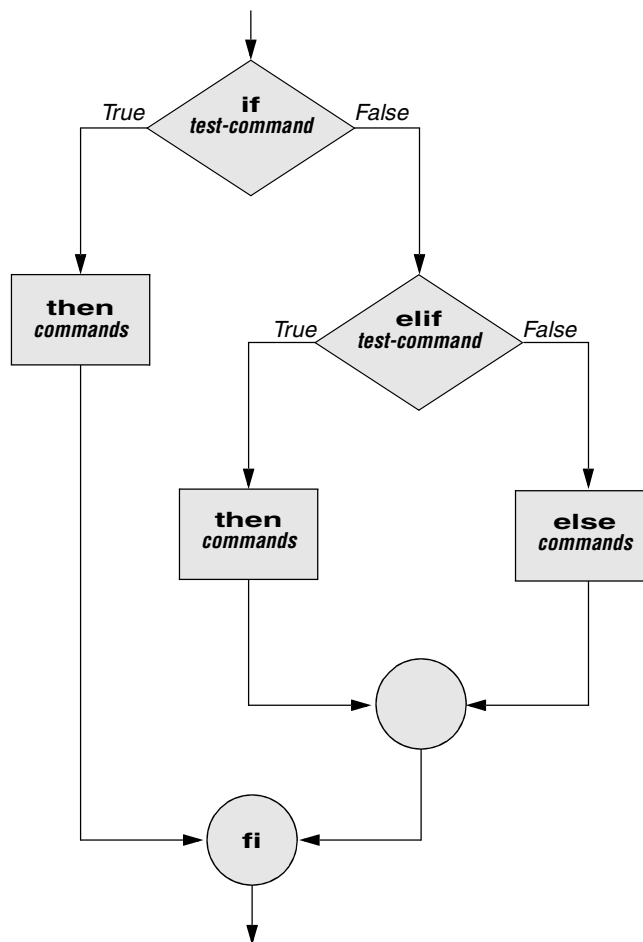 if
test-command
True
False
then
commands
elif
test-command
True
False
then
commands
else
commands
fi